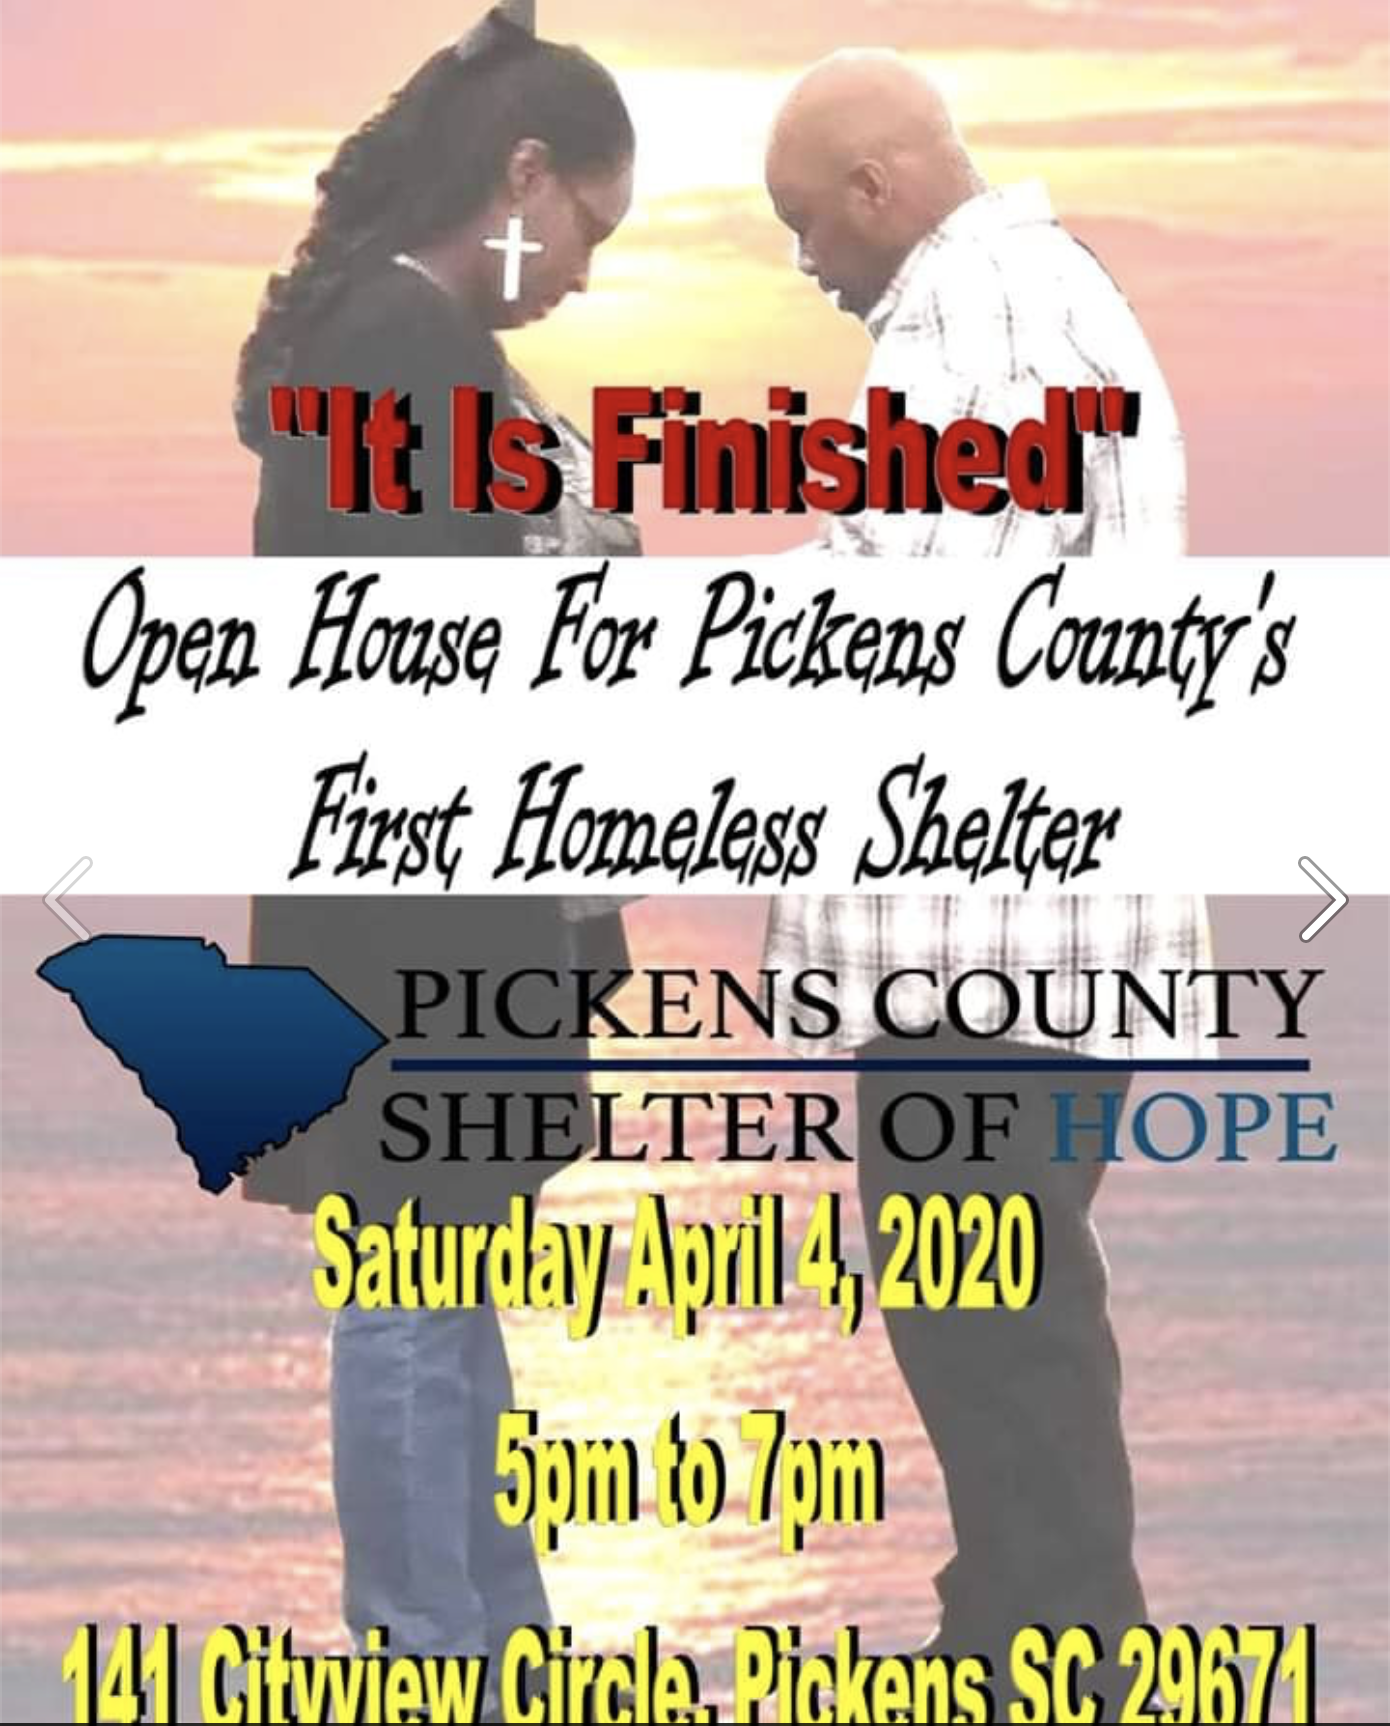 "It Is Finished"
Open House For Pickens County's
First Homeless Shelter
PICKENS COUNTY
SHELTER OF HOPE
Saturday April 4, 2020
5pm to 7pm
141 Cityview Circle, Pickens SC 29671